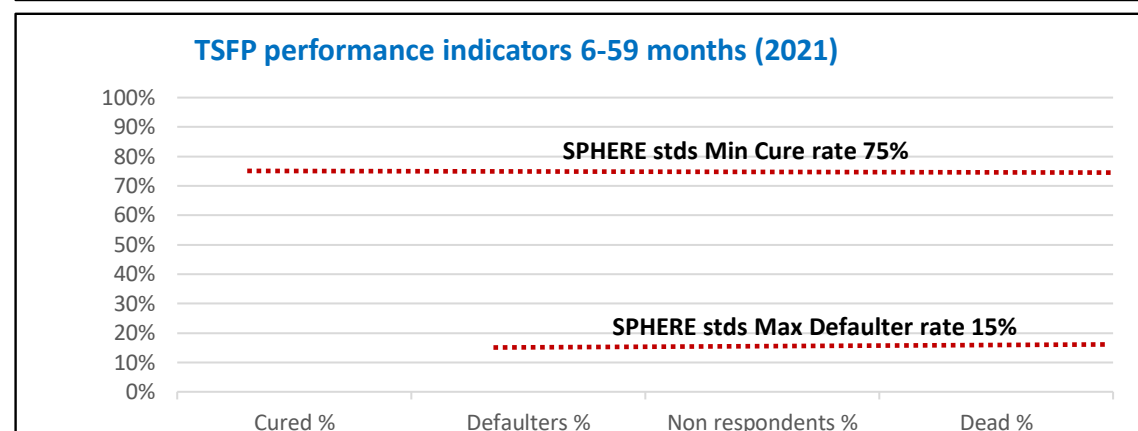 TSFP performance indicators 6-59 months (2021)
100%
90%
SPHERE stds Min Cure rate 75%
80%
70%
60%
50%
40%
30%
SPHERE stds Max Defaulter rate 15%
20%
10%
0%
Cured % Defaulters % Non respondents % Dead %